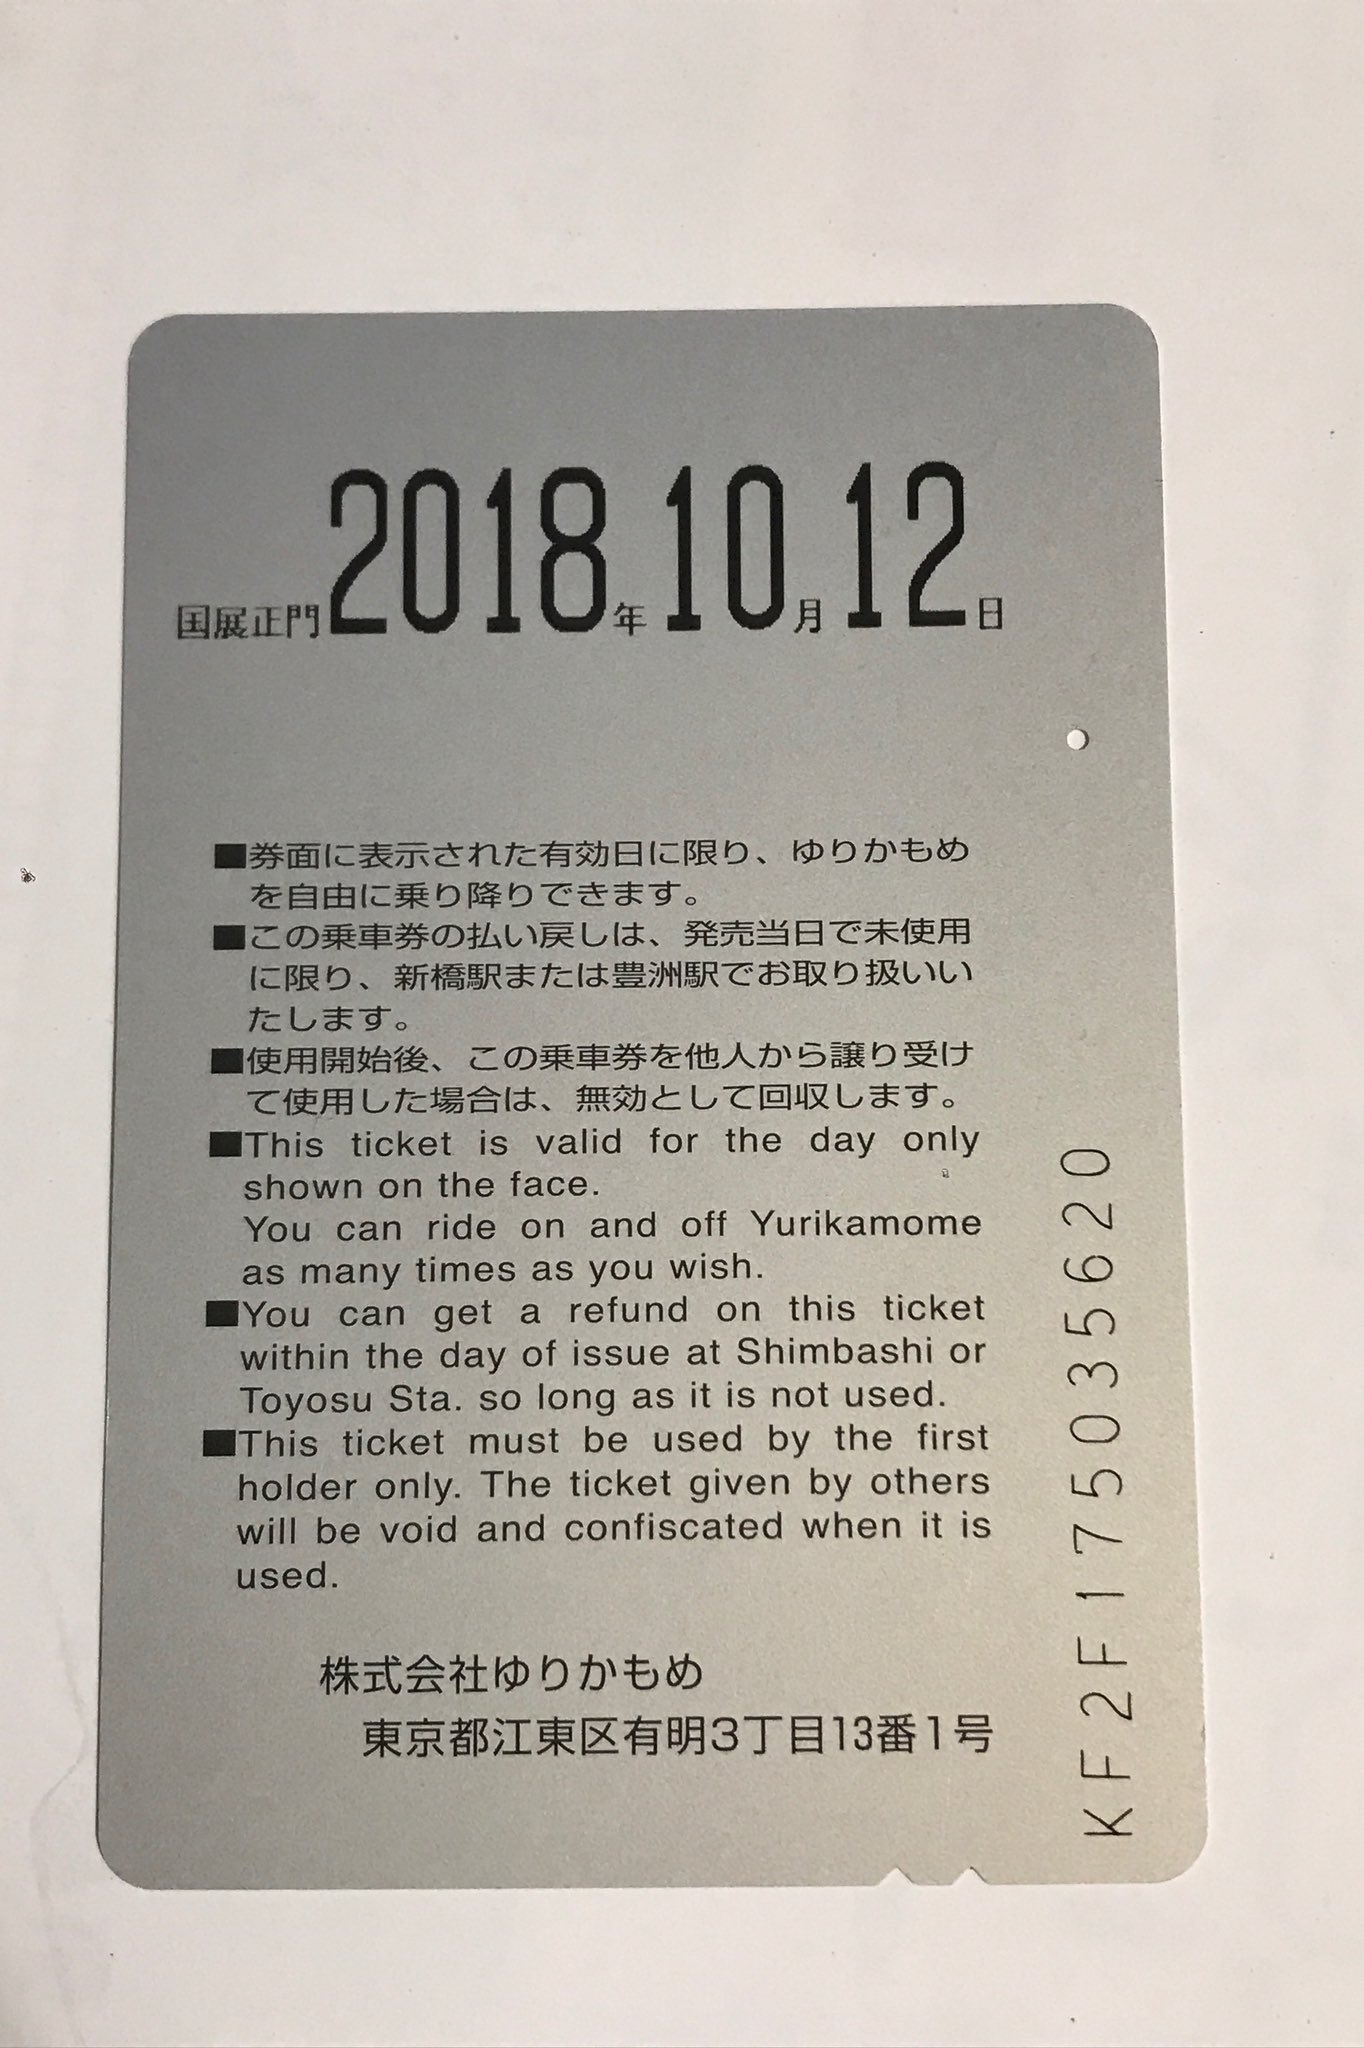 国展正門2018年10月12日
■券面に表示された有効日に限り、ゆりかもめ
を自由に乗り降りできます。
■この乗車券の払い戻しは、発売当日で未使用
に限り、新橋駅または豊洲駅でお取り扱いい
たします。
■使用開始後、この乗車券を他人から譲り受け
て使用した場合は、無効として回収します。
■This ticket is valid for the day only
shown on the face.
You can ride on and off Yurikamome
as many times as you wish.
■You can get a refund on this ticket
within the day of issue at Shimbashi or
Toyosu Sta. so long as it is not used.
■This ticket must be used by the first
holder only. The ticket given by others
will be void and confiscated when it is
used.
株式会社ゆりかもめ
東京都江東区有明3丁目13番1号
KF2F175035620